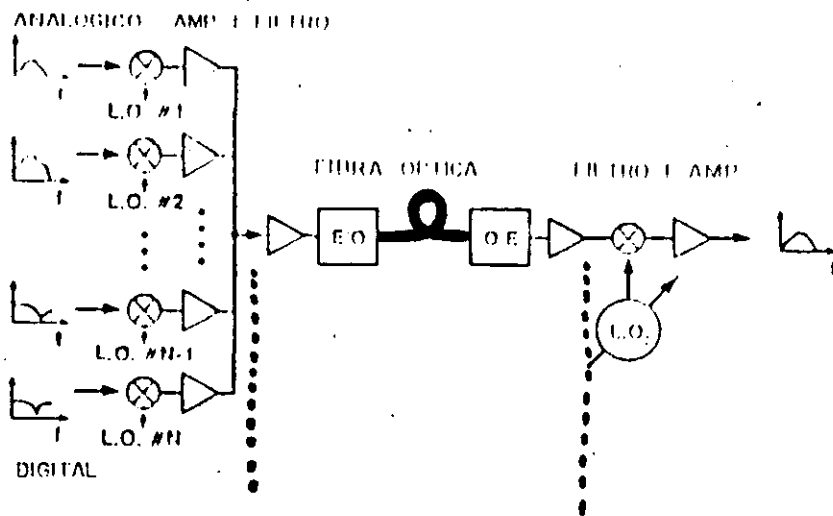 ANALOGICO AMP E FILTRO
f
L.O. #1
f
L.O. #2
FIBRA OPTICA
FILTRO E AMP
E.O
O.E
f
f
L.O. #N-1
L.O.
f
L.O. #N
DIGITAL